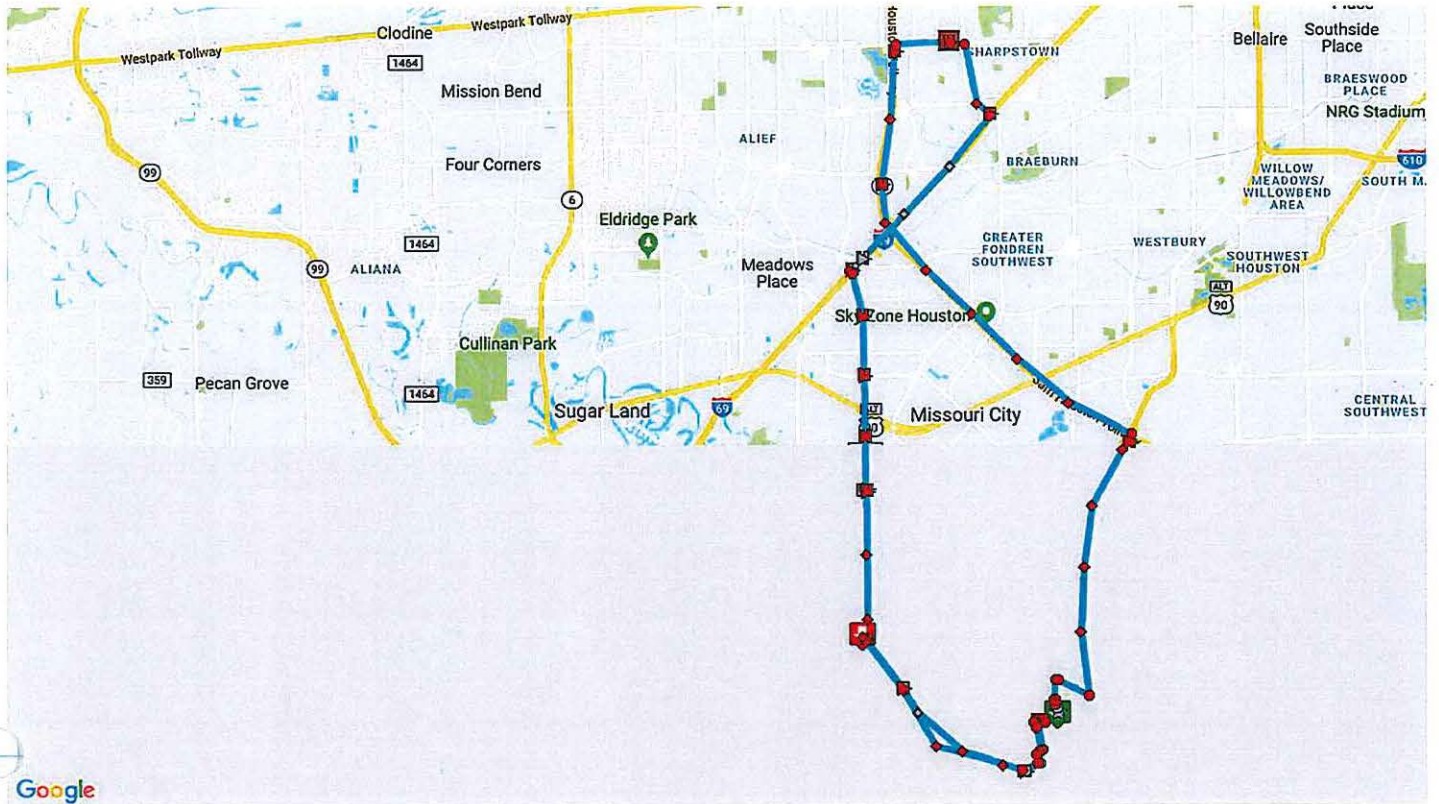 Westpark Tollway
Clodine
Westpark Tollway
1464
Mission Bend
Four Corners
99
6
Eldridge Park
1464
99
ALIANA
ALIEF
SHARPSTOWN
Bellaire
Southside
Place
BRAESWOOD
PLACE
NRG Stadium
610
BRAEBURN
WILLOW
MEADOWS/
WILLOWBEND
AREA
SOUTH M
GREATER
FONDREN
SOUTHWEST
WESTBURY
SOUTHWEST
HOUSTON
ALT
90
Meadows
Place
Sky Zone Houston
Cullinan Park
359
Pecan Grove
1464
Sugar Land
69
ALT
Missouri City
CENTRAL
SOUTHWEST
Google